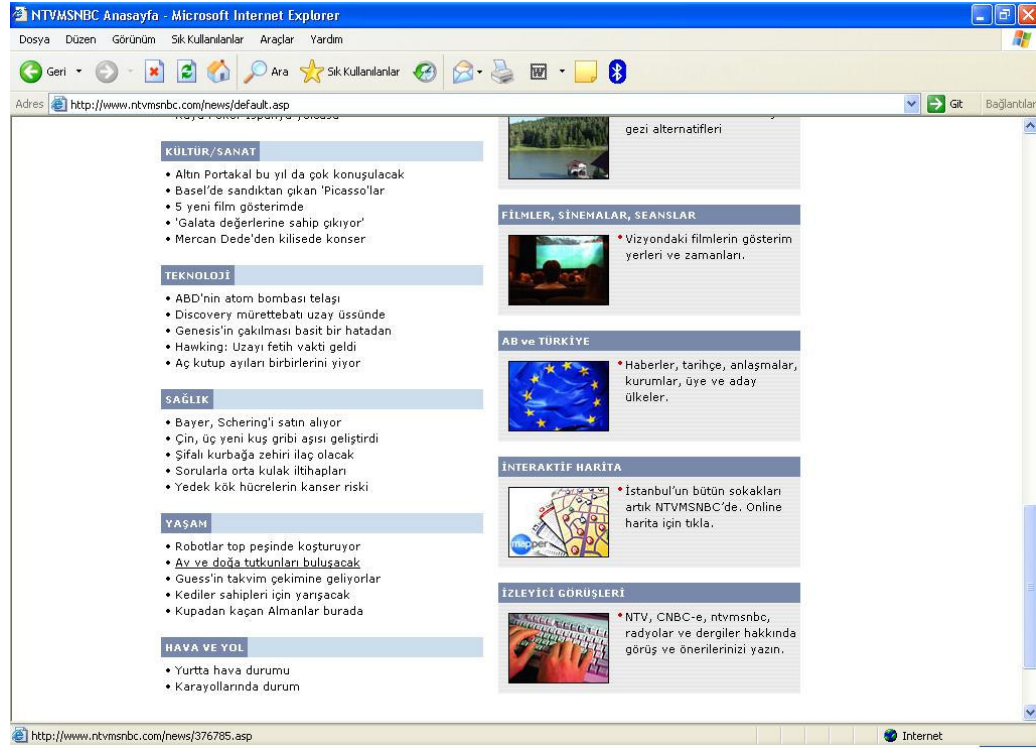 NTVMSNBC Anasayfa - Microsoft Internet Explorer
Dosya Düzen Görünüm Sık Kullanılanlar Araçlar Yardım
Geri Ara Sık Kullanılanlar
Adres http://www.ntvmsnbc.com/news/default.asp Git Bağlantılar
KÜLTÜR/SANAT
• Altın Portakal bu yıl da çok konuşulacak
• Basel'de sandıktan çıkan 'Picasso'lar
• 5 yeni film gösterimde
• 'Galata değerlerine sahip çıkıyor'
• Mercan Dede'den kilisede konser
TEKNOLOJİ
• ABD'nin atom bombası telaşı
• Discovery mürettebatı uzay üssünde
• Genesis'in çakılması basit bir hatadan
• Hawking: Uzayı fetih vakti geldi
• Aç kutup ayıları birbirlerini yiyor
SAĞLIK
• Bayer, Schering'i satın alıyor
• Çin, üç yeni kuş gribi aşısı geliştirdi
• Şifalı kurbağa zehiri ilaç olacak
• Sorularla orta kulak iltihapları
• Yedek kök hücrelerin kanser riski
YAŞAM
• Robotlar top peşinde koşturuyor
• Av ve doğa tutkunları buluşacak
• Guess'in takvim çekimine geliyorlar
• Kediler sahipleri için yarışacak
• Kupadan kaçan Almanlar burada
HAVA VE YOL
• Yurtta hava durumu
• Karayollarında durum
gezi alternatifleri
FİLMLER, SİNEMALAR, SEANSLAR
• Vizyondaki filmlerin gösterim
yerleri ve zamanları.
AB ve TÜRKİYE
• Haberler, tarihçe, anlaşmalar,
kurumlar, üye ve aday
ülkeler.
İNTERAKTİF HARİTA
mapper
• İstanbul'un bütün sokakları
artık NTVMSNBC'de. Online
harita için tıkla.
İZLEYİCİ GÖRÜŞLERİ
• NTV, CNBC-e, ntvmsnbc,
radyolar ve dergiler hakkında
görüş ve önerilerinizi yazın.
http://www.ntvmsnbc.com/news/376785.asp Internet